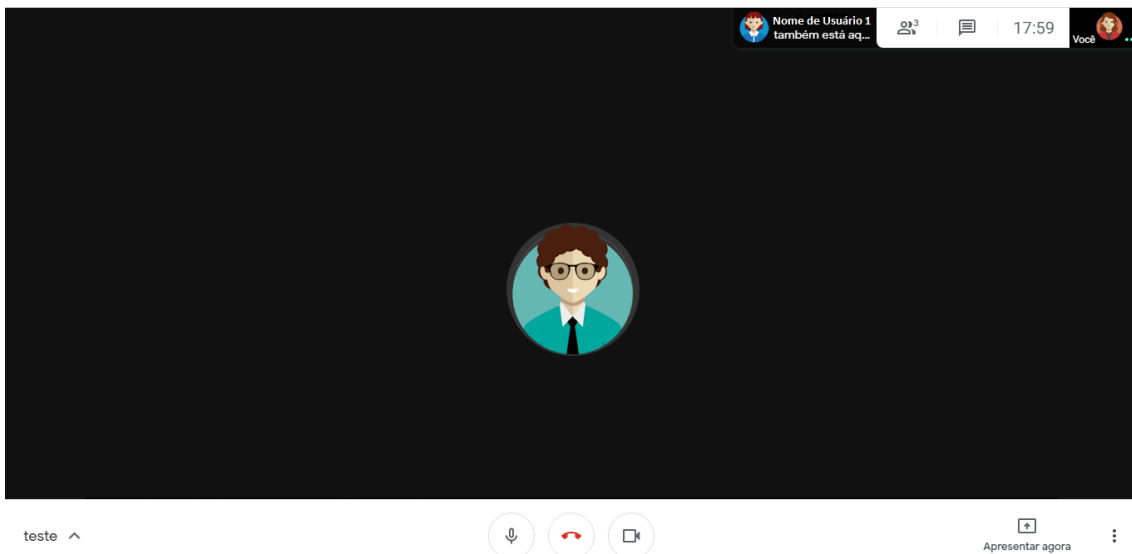 Nome de Usuário 1
também está aq...
3
17:59
Você
teste
Apresentar agora